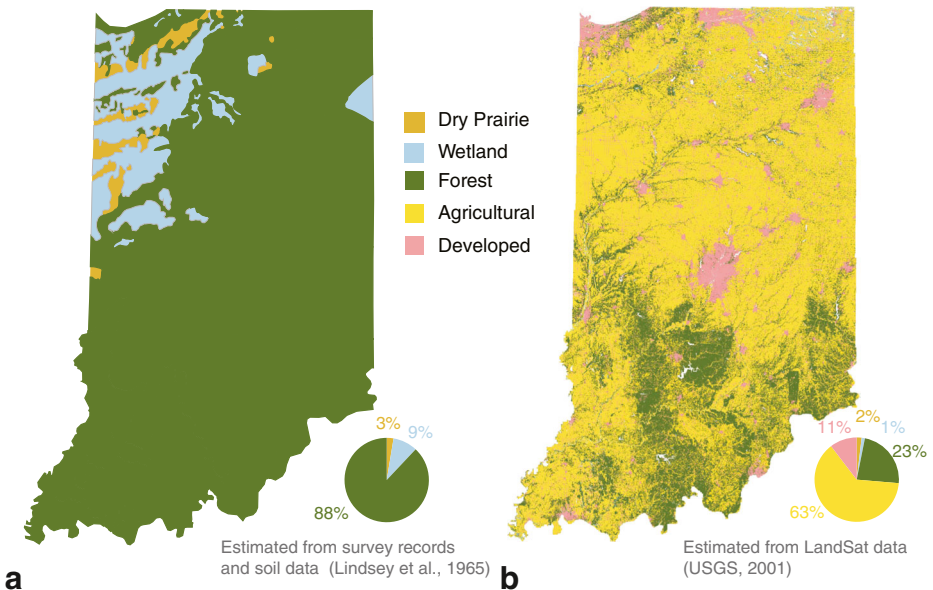 Dry Prairie
Wetland
Forest
Agricultural
Developed
3%
9%
88%
Estimated from survey records
and soil data (Lindsey et al., 1965)
a
2%
11%
1%
23%
63%
Estimated from LandSat data
(USGS, 2001)
b